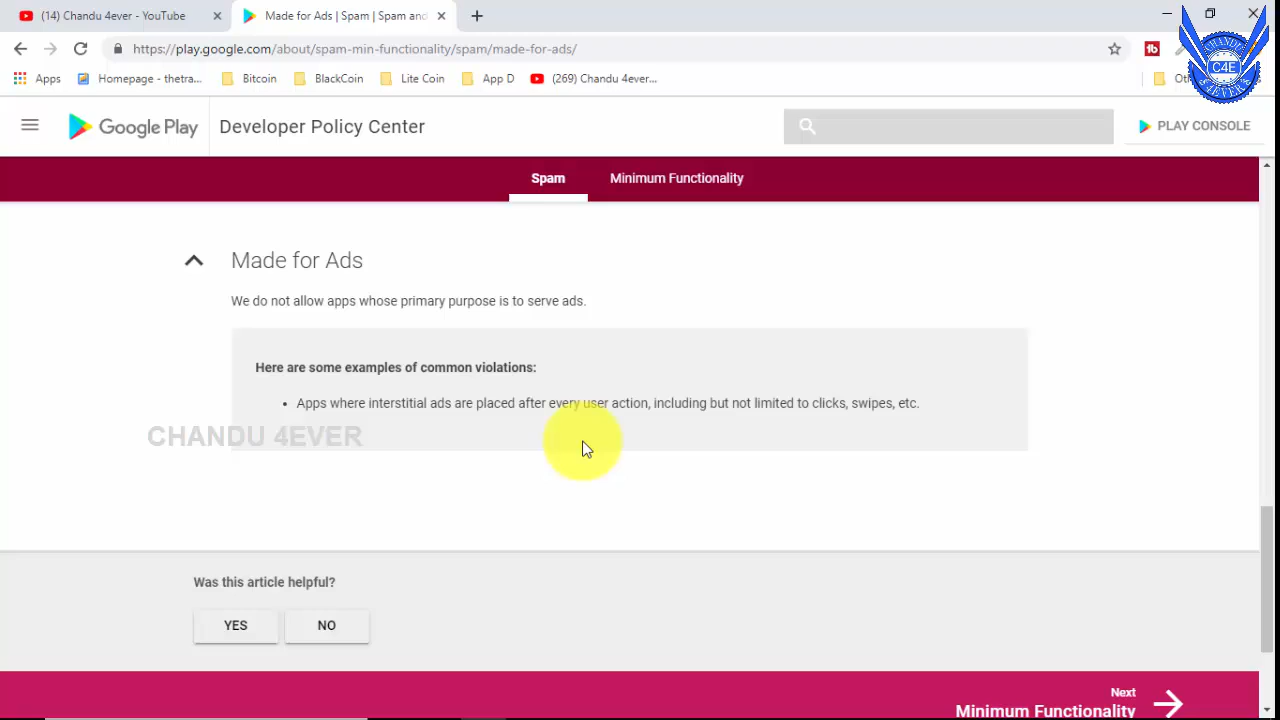 (14) Chandu 4ever - YouTube
Made for Ads | Spam | Spam and
https://play.google.com/about/spam-min-functionality/spam/made-for-ads/
Apps
Homepage - thetra...
Bitcoin
BlackCoin
Lite Coin
App D
(269) Chandu 4ever...
CHANDU
C4E
4EVER
Google Play
Developer Policy Center
PLAY CONSOLE
Spam
Minimum Functionality
Made for Ads
We do not allow apps whose primary purpose is to serve ads.
Here are some examples of common violations:
• Apps where interstitial ads are placed after every user action, including but not limited to clicks, swipes, etc.
CHANDU 4EVER
Was this article helpful?
YES
NO
Next
Minimum Functionality